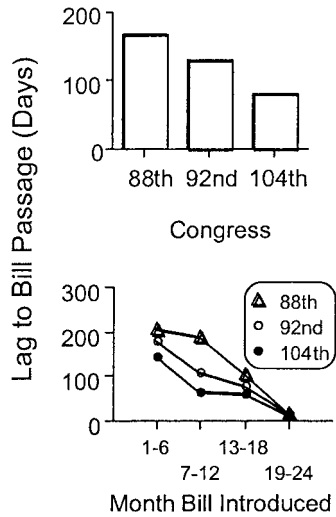 Lag to Bill Passage (Days)
200
100
0
88th 92nd 104th
Congress
300
200
100
0
88th
92nd
104th
1-6 13-18
7-12 19-24
Month Bill Introduced